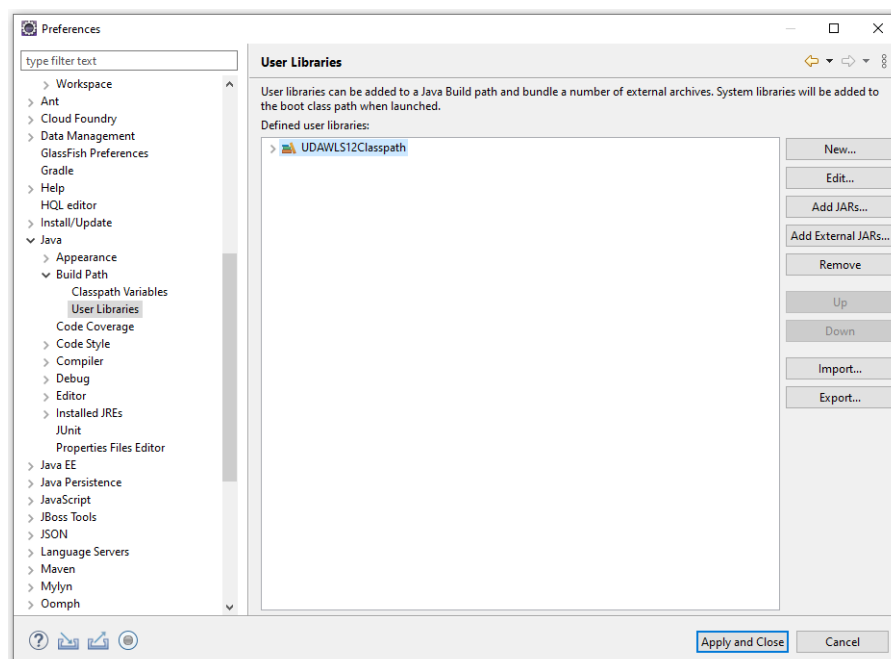 Preferences
type filter text
Workspace
Ant
Cloud Foundry
Data Management
GlassFish Preferences
Gradle
Help
HQL editor
Install/Update
Java
Appearance
Build Path
Classpath Variables
User Libraries
Code Coverage
Code Style
Compiler
Debug
Editor
Installed JREs
JUnit
Properties Files Editor
Java EE
Java Persistence
JavaScript
JBoss Tools
JSON
Language Servers
Maven
Mylyn
Oomph
User Libraries
User libraries can be added to a Java Build path and bundle a number of external archives. System libraries will be added to
the boot class path when launched.
Defined user libraries:
UDAWLS12Classpath
New...
Edit...
Add JARs...
Add External JARs...
Remove
Up
Down
Import...
Export...
Apply and Close
Cancel